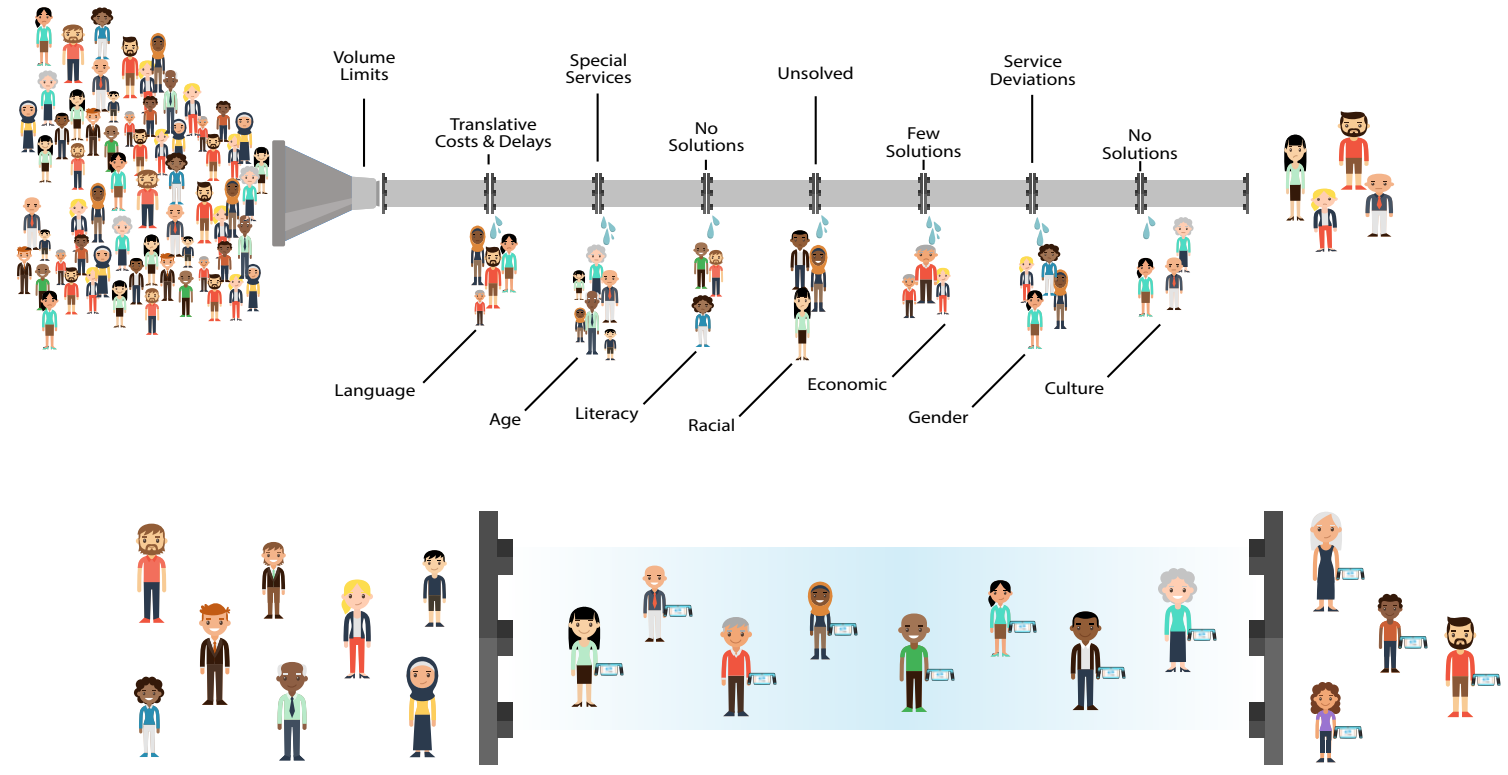 Volume
Limits
Translative
Costs & Delays
Special
Services
No
Solutions
Unsolved
Few
Solutions
Service
Deviations
No
Solutions
Language
Age
Literacy
Racial
Economic
Gender
Culture